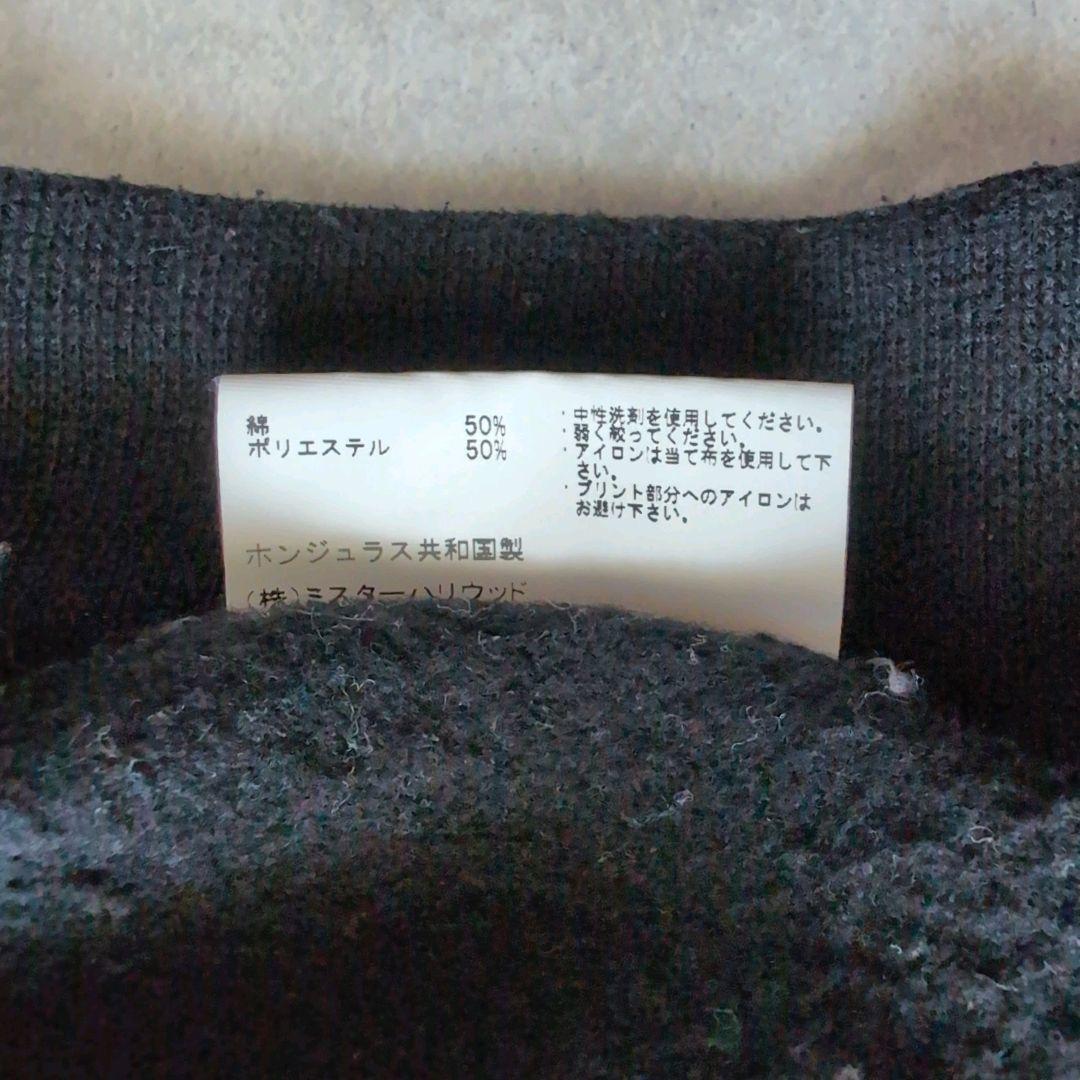 綿 50%
ポリエステル 50%
ホンジュラス共和国製
(株)ミスターハリウッド
・中性洗剤を使用してください。
・弱く絞ってください。
・アイロンは当て布を使用して下
さい。
・プリント部分へのアイロンは
お避け下さい。